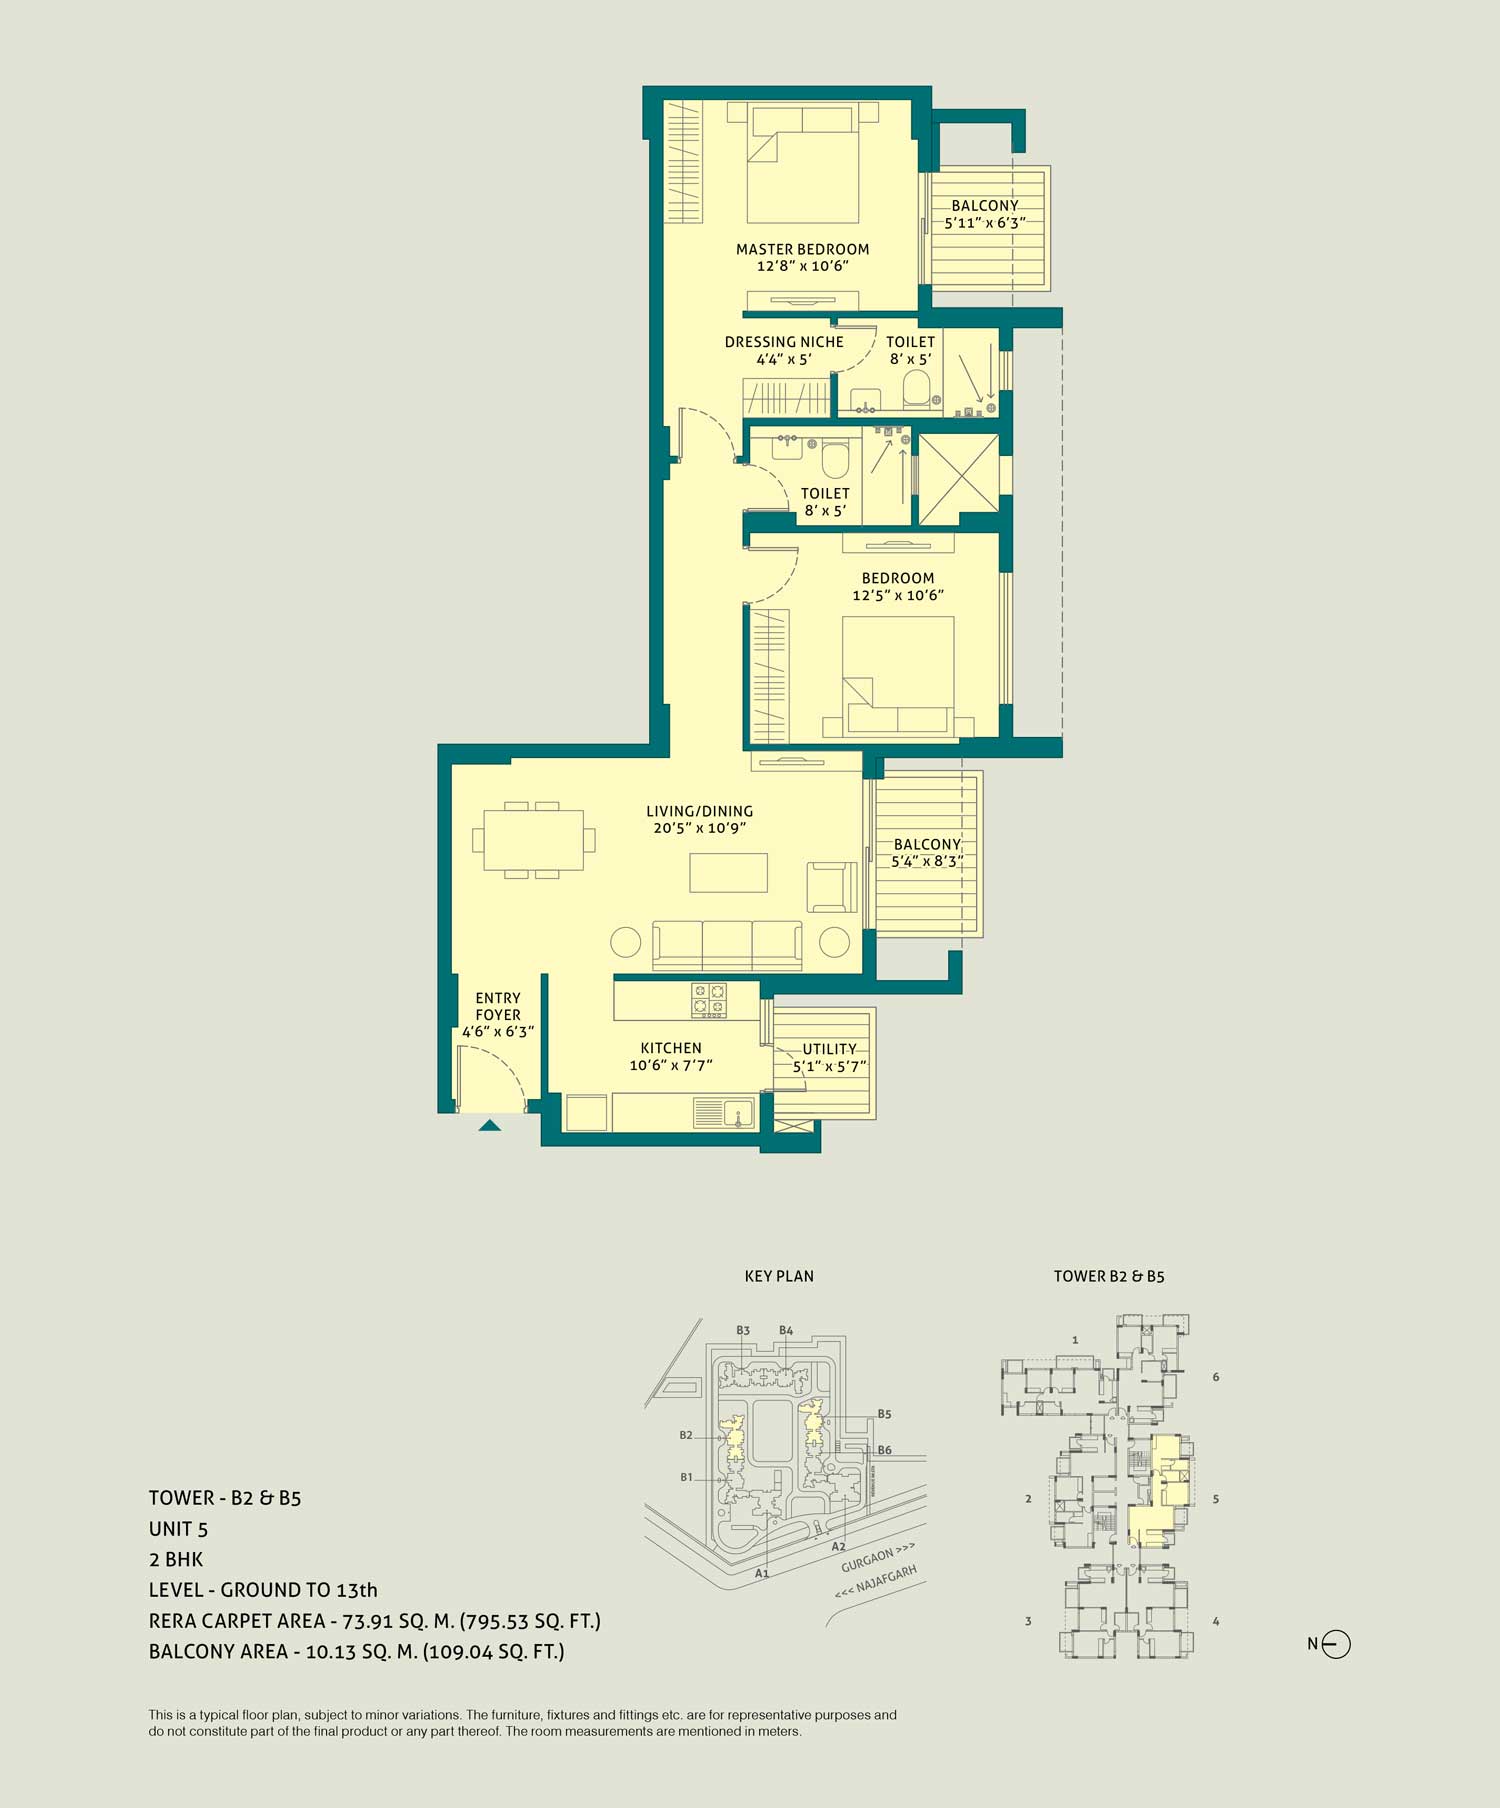 BALCONY
5'11" x 6'3"
MASTER BEDROOM
12'8" x 10'6"
DRESSING NICHE
4'4" x 5'
TOILET
8' x 5'
TOILET
8' x 5'
BEDROOM
12'5" x 10'6"
LIVING/DINING
20'5" x 10'9"
BALCONY
5'4" x 8'3"
ENTRY
FOYER
4'6" x 6'3"
KITCHEN
10'6" x 7'7"
UTILITY
5'1" x 5'7"
KEY PLAN
B3
B4
B5
B2
B6
B1
A2
A1
GURGAON >>>
<<< NAJAFGARH
TOWER B2 & B5
1
6
2
5
3
4
N
TOWER - B2 & B5
UNIT 5
2 BHK
LEVEL - GROUND TO 13th
RERA CARPET AREA - 73.91 SQ. M. (795.53 SQ. FT.)
BALCONY AREA - 10.13 SQ. M. (109.04 SQ. FT.)
This is a typical floor plan, subject to minor variations. The furniture, fixtures and fittings etc. are for representative purposes and
do not constitute part of the final product or any part thereof. The room measurements are mentioned in meters.